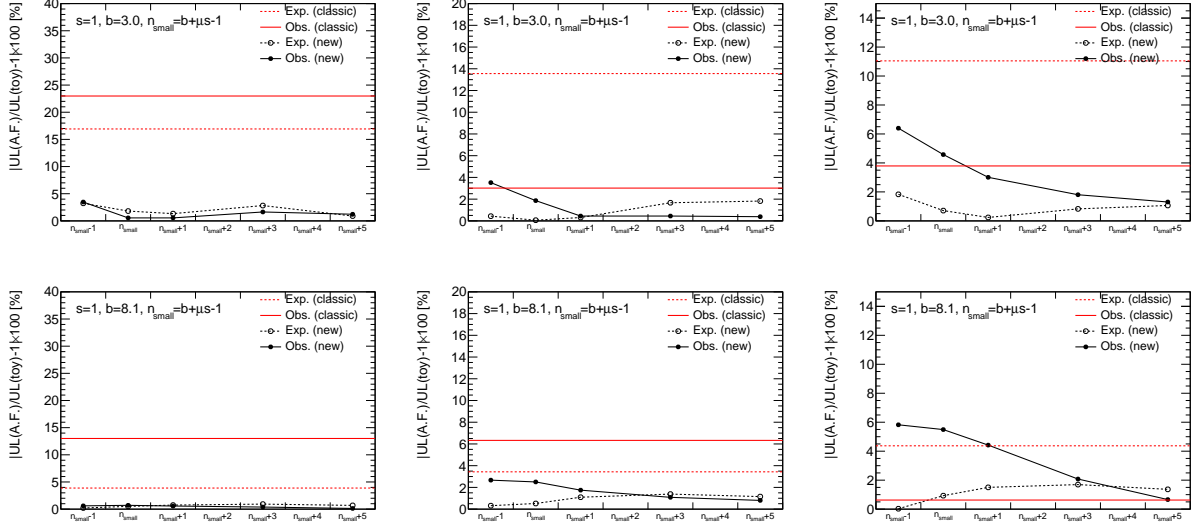 |UL(A.F.)/UL(toy)-1|×100 [%]
40
35
30
25
20
15
10
5
0
s=1, b=3.0, n_small=b+μs-1
Exp. (classic)
Obs. (classic)
Exp. (new)
Obs. (new)
n_small-1
n_small
n_small+1
n_small+2
n_small+3
n_small+4
n_small+5
|UL(A.F.)/UL(toy)-1|×100 [%]
20
18
16
14
12
10
8
6
4
2
0
s=1, b=3.0, n_small=b+μs-1
Exp. (classic)
Obs. (classic)
Exp. (new)
Obs. (new)
n_small-1
n_small
n_small+1
n_small+2
n_small+3
n_small+4
n_small+5
|UL(A.F.)/UL(toy)-1|×100 [%]
14
12
10
8
6
4
2
0
s=1, b=3.0, n_small=b+μs-1
Exp. (classic)
Obs. (classic)
Exp. (new)
Obs. (new)
n_small-1
n_small
n_small+1
n_small+2
n_small+3
n_small+4
n_small+5
|UL(A.F.)/UL(toy)-1|×100 [%]
40
35
30
25
20
15
10
5
0
s=1, b=8.1, n_small=b+μs-1
Exp. (classic)
Obs. (classic)
Exp. (new)
Obs. (new)
n_small-1
n_small
n_small+1
n_small+2
n_small+3
n_small+4
n_small+5
|UL(A.F.)/UL(toy)-1|×100 [%]
20
18
16
14
12
10
8
6
4
2
0
s=1, b=8.1, n_small=b+μs-1
Exp. (classic)
Obs. (classic)
Exp. (new)
Obs. (new)
n_small-1
n_small
n_small+1
n_small+2
n_small+3
n_small+4
n_small+5
|UL(A.F.)/UL(toy)-1|×100 [%]
14
12
10
8
6
4
2
0
s=1, b=8.1, n_small=b+μs-1
Exp. (classic)
Obs. (classic)
Exp. (new)
Obs. (new)
n_small-1
n_small
n_small+1
n_small+2
n_small+3
n_small+4
n_small+5